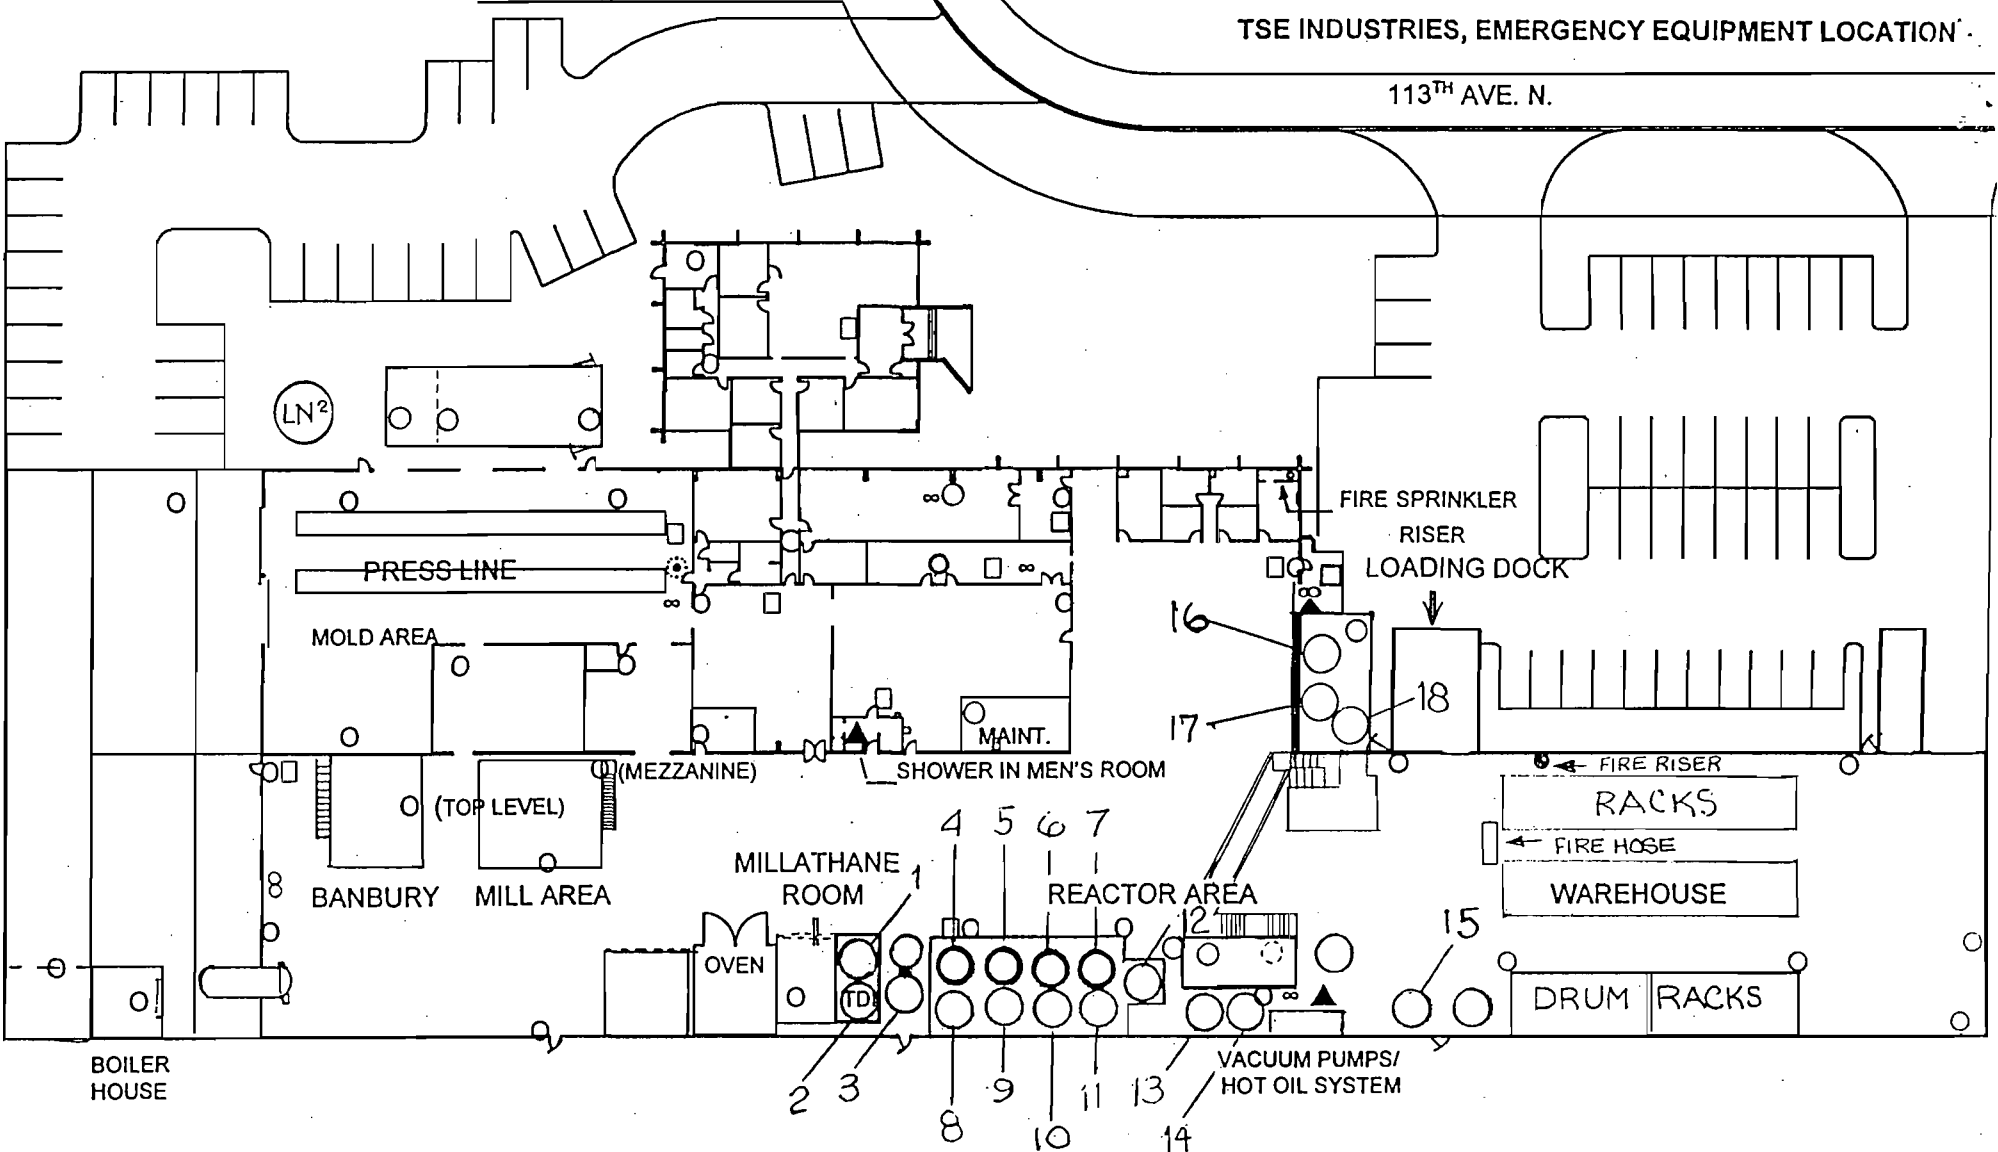 TSE INDUSTRIES, EMERGENCY EQUIPMENT LOCATION
113TH AVE. N.
LN2
FIRE SPRINKLER
RISER
LOADING DOCK
PRESS LINE
MOLD AREA
16
17
18
MAINT.
(MEZZANINE)
SHOWER IN MEN'S ROOM
FIRE RISER
(TOP LEVEL)
RACKS
4 5 6 7
FIRE HOSE
MILLATHANE
ROOM
1
BANBURY
MILL AREA
REACTOR AREA
WAREHOUSE
12
15
OVEN
TD
DRUM RACKS
BOILER
HOUSE
VACUUM PUMPS/
HOT OIL SYSTEM
2 3 8 9 10 11 13 14